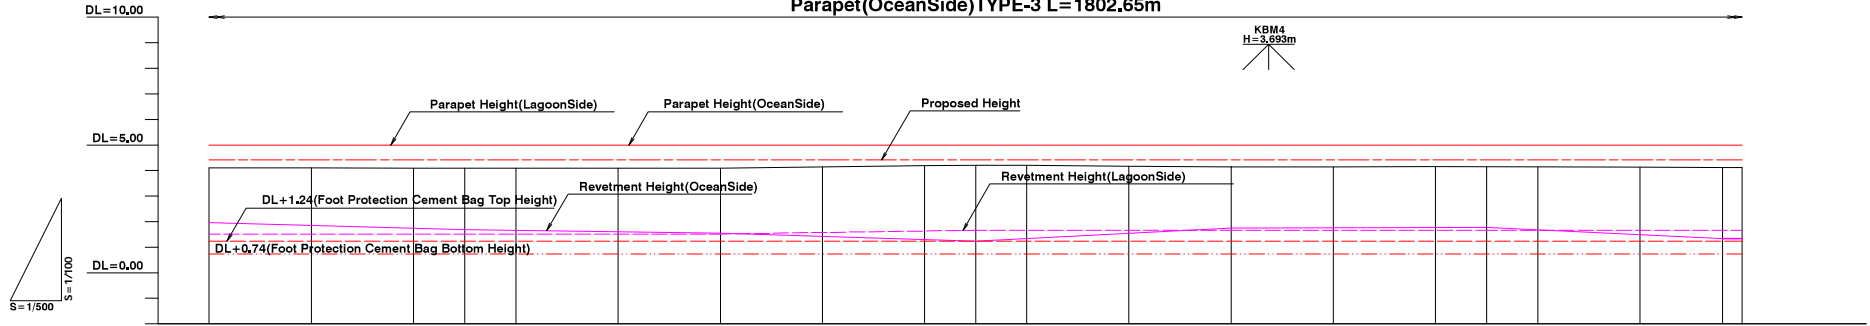 Parapet(OceanSide)TYPE-3 L=1802.65m
DL=10.00
KBM4
H=3.693m
Parapet Height(LagoonSide)
Parapet Height(OceanSide)
Proposed Height
DL=5.00
Revetment Height(OceanSide)
Revetment Height(LagoonSide)
DL+1.24(Foot Protection Cement Bag Top Height)
DL+0.74(Foot Protection Cement Bag Bottom Height)
DL=0.00
S=1/100
S=1/500